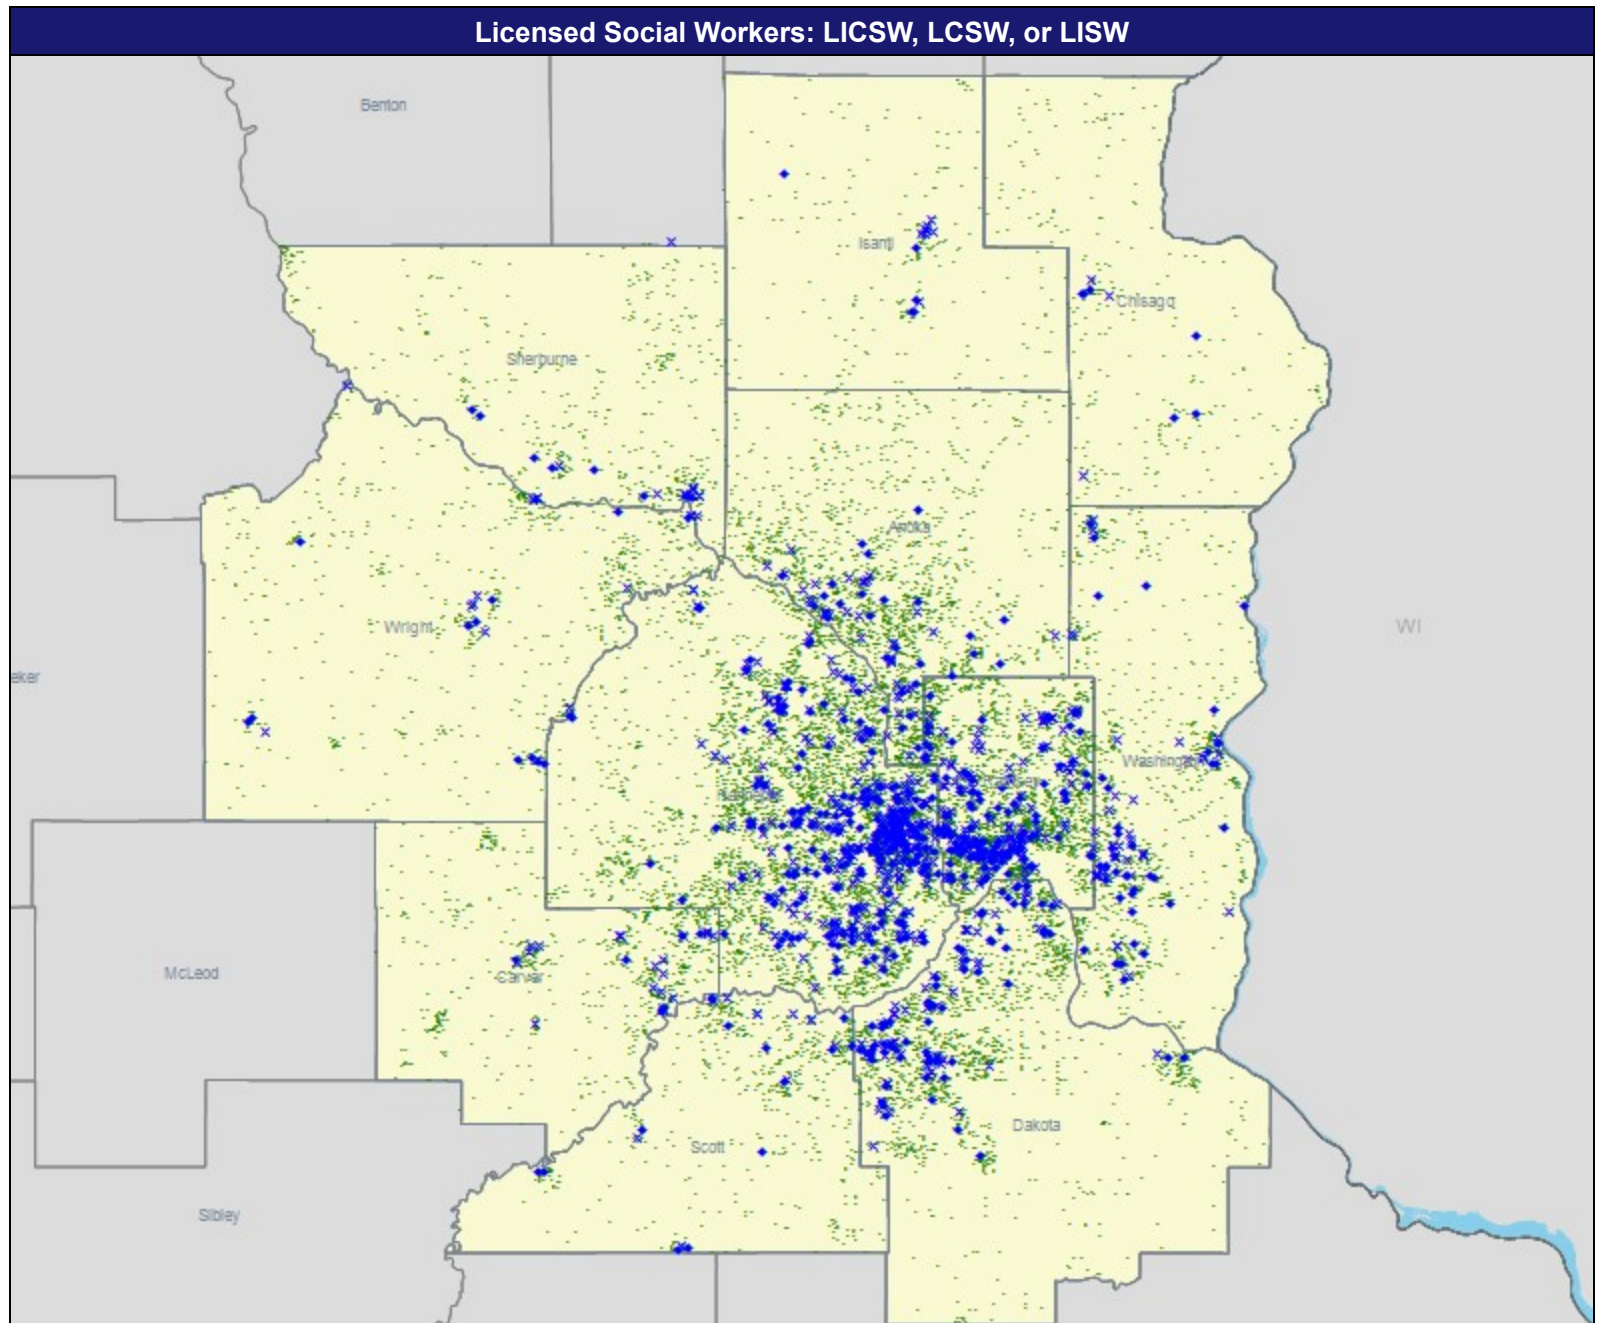 Licensed Social Workers: LICSW, LCSW, or LISW
Benton
Isanti
Chisago
Sherburne
Anoka
Wright
WI
eker
Washington
McLeod
Carver
Dakota
Scott
Sibley